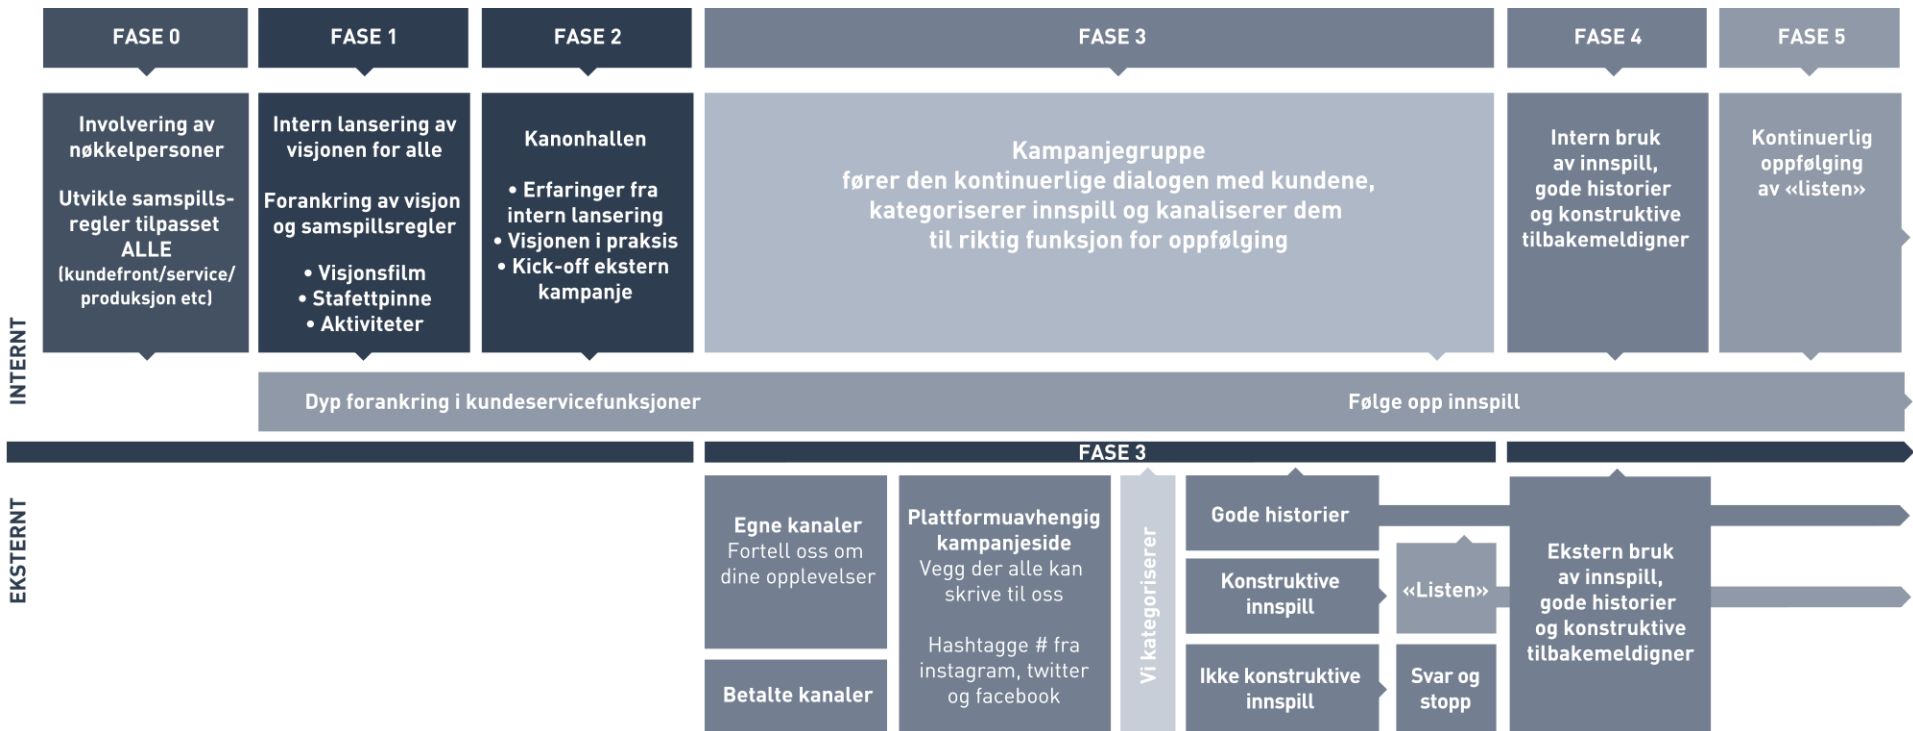 FASE 0
FASE 1
FASE 2
FASE 3
FASE 4
FASE 5
Involvering av
nøkkelpersoner
Utvikle samspills-
regler tilpasset
ALLE
(kundefront/service/
produksjon etc)
Intern lansering av
visjonen for alle
Forankring av visjon
og samspillsregler
• Visjonsfilm
• Stafettpinne
• Aktiviteter
Kanonhallen
• Erfaringer fra
intern lansering
• Visjonen i praksis
• Kick-off ekstern
kampanje
Kampanjegruppe
fører den kontinuerlige dialogen med kundene,
kategoriserer innspill og kanaliserer dem
til riktig funksjon for oppfølging
Intern bruk
av innspill,
gode historier
og konstruktive
tilbakemeldigner
Kontinuerlig
oppfølging
av «listen»
INTERNT
Dyp forankring i kundeservicefunksjoner
Følge opp innspill
FASE 3
EKSTERNT
Egne kanaler
Fortell oss om
dine opplevelser
Betalte kanaler
Plattformuavhengig
kampanjeside
Vegg der alle kan
skrive til oss
Hashtagge # fra
instagram, twitter
og facebook
Vi kategoriserer
Gode historier
Konstruktive
innspill
«Listen»
Ikke konstruktive
innspill
Svar og
stopp
Ekstern bruk
av innspill,
gode historier
og konstruktive
tilbakemeldigner